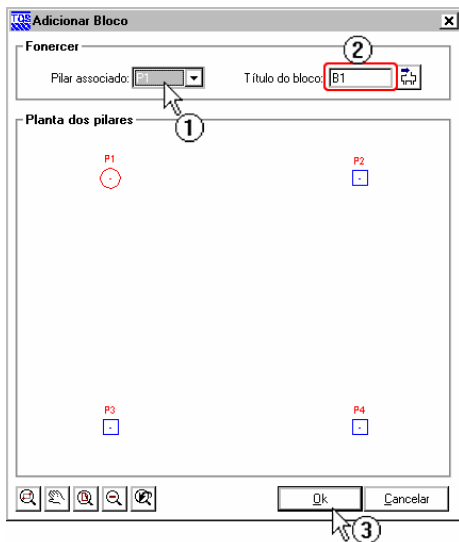 TQS Adicionar Bloco
Fonercer
2
Pilar associado: P1
Título do bloco: B1
1
Planta dos pilares
P1
P2
P3
P4
Ok
Cancelar
3